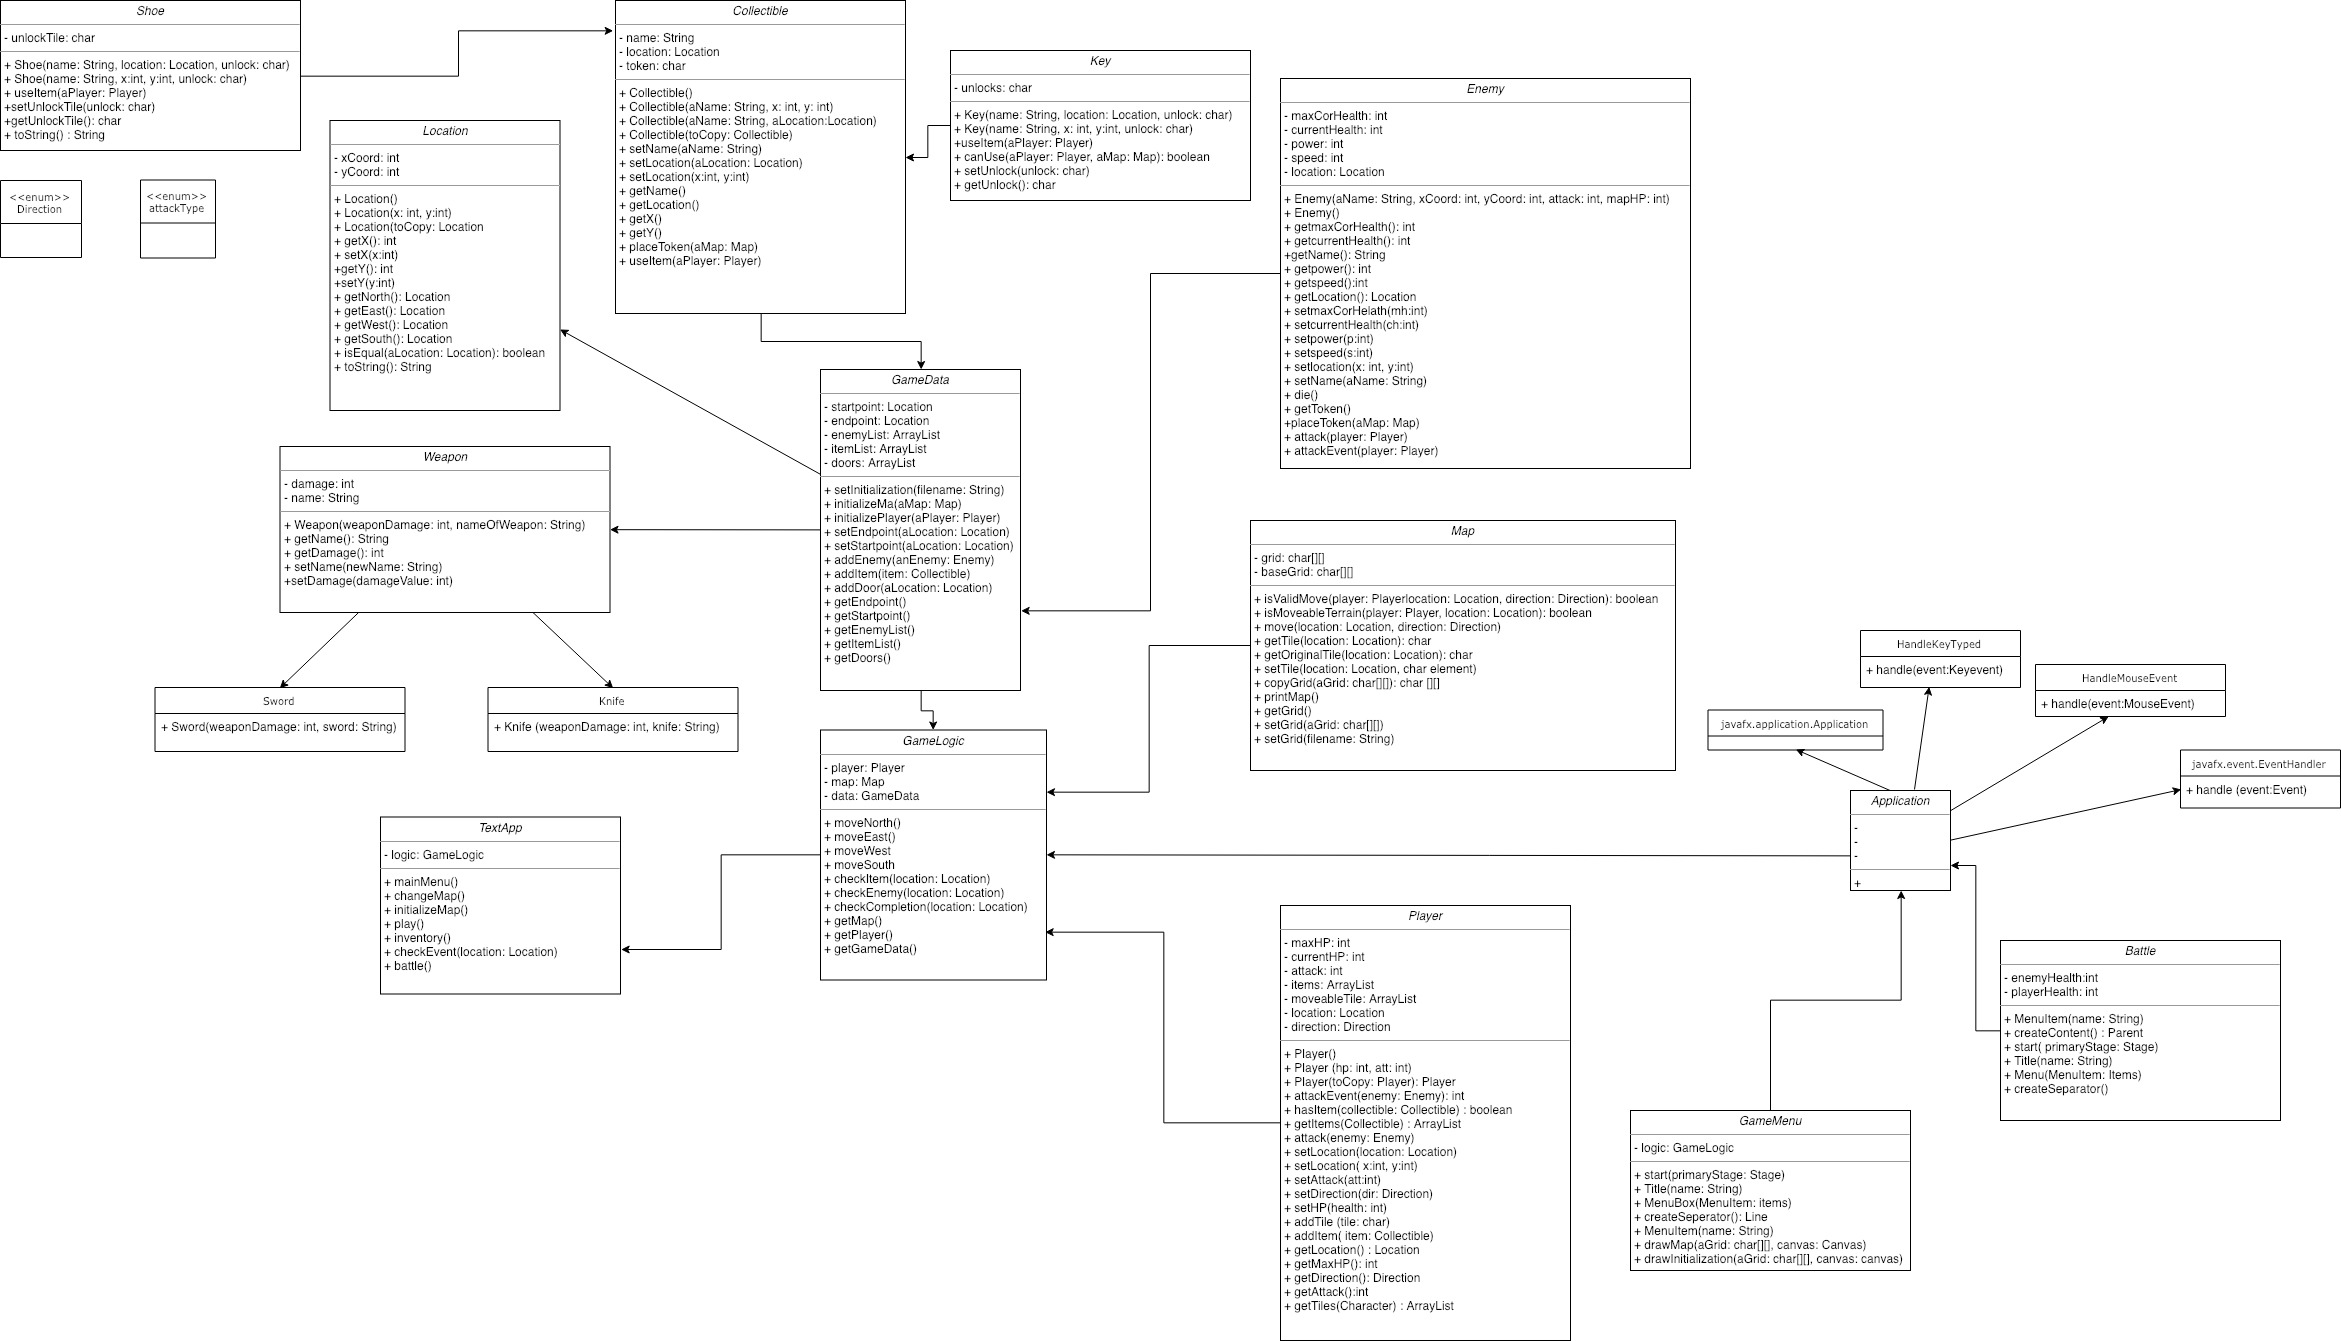 Shoe
- unlockTile: char
+ Shoe(name: String, location: Location, unlock: char)
+ Shoe(name: String, x:int, y:int, unlock: char)
+ useItem(aPlayer: Player)
+setUnlockTile(unlock: char)
+getUnlockTile(): char
+ toString() : String
<<enum>>
Direction
<<enum>>
attackType
Location
- xCoord: int
- yCoord: int
+ Location()
+ Location(x: int, y:int)
+ Location(toCopy: Location
+ getX(): int
+ setX(x:int)
+getY(): int
+setY(y:int)
+ getNorth(): Location
+ getEast(): Location
+ getWest(): Location
+ getSouth(): Location
+ isEqual(aLocation: Location): boolean
+ toString(): String
Collectible
- name: String
- location: Location
- token: char
+ Collectible()
+ Collectible(aName: String, x: int, y: int)
+ Collectible(aName: String, aLocation:Location)
+ Collectible(toCopy: Collectible)
+ setName(aName: String)
+ setLocation(aLocation: Location)
+ setLocation(x:int, y:int)
+ getName()
+ getLocation()
+ getX()
+ getY()
+ placeToken(aMap: Map)
+ useItem(aPlayer: Player)
Key
- unlocks: char
+ Key(name: String, location: Location, unlock: char)
+ Key(name: String, x: int, y:int, unlock: char)
+useItem(aPlayer: Player)
+ canUse(aPlayer: Player, aMap: Map): boolean
+ setUnlock(unlock: char)
+ getUnlock(): char
Enemy
- maxCorHealth: int
- currentHealth: int
- power: int
- speed: int
- location: Location
+ Enemy(aName: String, xCoord: int, yCoord: int, attack: int, mapHP: int)
+ Enemy()
+ getmaxCorHealth(): int
+ getcurrentHealth(): int
+getName(): String
+ getpower(): int
+ getspeed():int
+ getLocation(): Location
+ setmaxCorHelath(mh:int)
+ setcurrentHealth(ch:int)
+ setpower(p:int)
+ setspeed(s:int)
+ setlocation(x: int, y:int)
+ setName(aName: String)
+ die()
+ getToken()
+placeToken(aMap: Map)
+ attack(player: Player)
+ attackEvent(player: Player)
GameData
- startpoint: Location
- endpoint: Location
- enemyList: ArrayList
- itemList: ArrayList
- doors: ArrayList
+ setInitialization(filename: String)
+ initializeMa(aMap: Map)
+ initializePlayer(aPlayer: Player)
+ setEndpoint(aLocation: Location)
+ setStartpoint(aLocation: Location)
+ addEnemy(anEnemy: Enemy)
+ addItem(item: Collectible)
+ addDoor(aLocation: Location)
+ getEndpoint()
+ getStartpoint()
+ getEnemyList()
+ getItemList()
+ getDoors()
Weapon
- damage: int
- name: String
+ Weapon(weaponDamage: int, nameOfWeapon: String)
+ getName(): String
+ getDamage(): int
+ setName(newName: String)
+setDamage(damageValue: int)
Sword
+ Sword(weaponDamage: int, sword: String)
Knife
+ Knife (weaponDamage: int, knife: String)
Map
- grid: char[][]
- baseGrid: char[][]
+ isValidMove(player: Playerlocation: Location, direction: Direction): boolean
+ isMoveableTerrain(player: Player, location: Location): boolean
+ move(location: Location, direction: Direction)
+ getTile(location: Location): char
+ getOriginalTile(location: Location): char
+ setTile(location: Location, char element)
+ copyGrid(aGrid: char[][]): char [][]
+ printMap()
+ getGrid()
+ setGrid(aGrid: char[][])
+ setGrid(filename: String)
GameLogic
- player: Player
- map: Map
- data: GameData
+ moveNorth()
+ moveEast()
+ moveWest
+ moveSouth
+ checkItem(location: Location)
+ checkEnemy(location: Location)
+ checkCompletion(location: Location)
+ getMap()
+ getPlayer()
+ getGameData()
TextApp
- logic: GameLogic
+ mainMenu()
+ changeMap()
+ initializeMap()
+ play()
+ inventory()
+ checkEvent(location: Location)
+ battle()
HandleKeyTyped
+ handle(event:Keyevent)
HandleMouseEvent
+ handle(event:MouseEvent)
javafx.application.Application
javafx.event.EventHandler
+ handle (event:Event)
Application
-
-
-
+
Player
- maxHP: int
- currentHP: int
- attack: int
- items: ArrayList
- moveableTile: ArrayList
- location: Location
- direction: Direction
+ Player()
+ Player (hp: int, att: int)
+ Player(toCopy: Player): Player
+ attackEvent(enemy: Enemy): int
+ hasItem(collectible: Collectible) : boolean
+ getItems(Collectible) : ArrayList
+ attack(enemy: Enemy)
+ setLocation(location: Location)
+ setLocation( x:int, y:int)
+ setAttack(att:int)
+ setDirection(dir: Direction)
+ setHP(health: int)
+ addTile (tile: char)
+ addItem( item: Collectible)
+ getLocation() : Location
+ getMaxHP(): int
+ getDirection(): Direction
+ getAttack():int
+ getTiles(Character) : ArrayList
Battle
- enemyHealth:int
- playerHealth: int
+ MenuItem(name: String)
+ createContent() : Parent
+ start( primaryStage: Stage)
+ Title(name: String)
+ Menu(MenuItem: Items)
+ createSeparator()
GameMenu
- logic: GameLogic
+ start(primaryStage: Stage)
+ Title(name: String)
+ MenuBox(MenuItem: items)
+ createSeperator(): Line
+ MenuItem(name: String)
+ drawMap(aGrid: char[][], canvas: Canvas)
+ drawInitialization(aGrid: char[][], canvas: canvas)